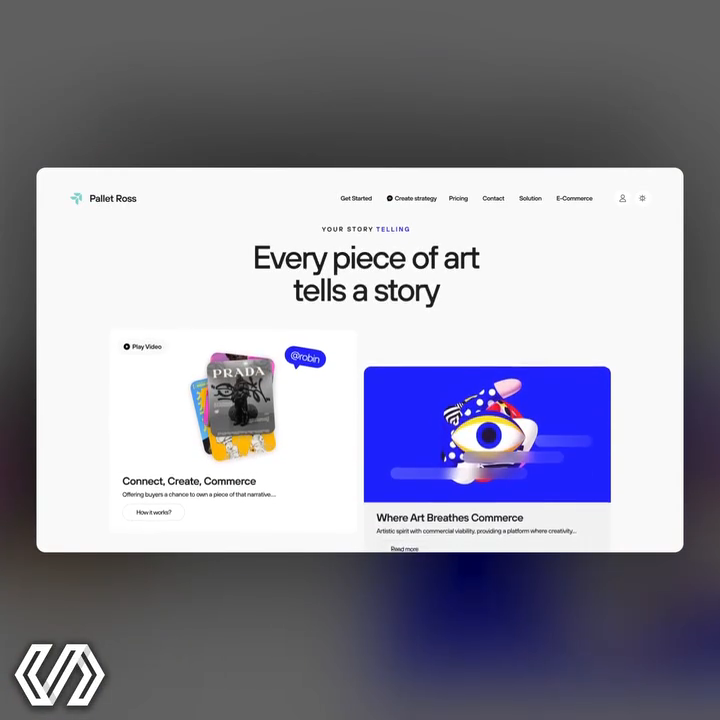 Pallet Ross
Get Started
Create strategy
Pricing
Contact
Solution
E-Commerce
YOUR STORY TELLING
Every piece of art
tells a story
Play Video
@robin
PRADA
Connect, Create, Commerce
Offering buyers a chance to own a piece of that narrative....
How it works?
Where Art Breathes Commerce
Artistic spirit with commercial viability, providing a platform where creativity...
Read more